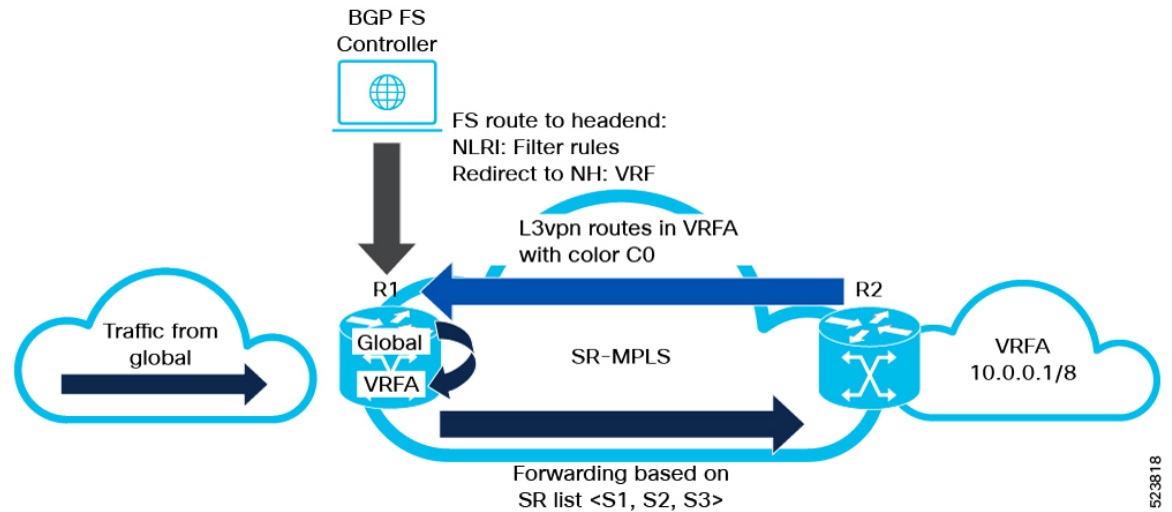 BGP FS
Controller
FS route to headend:
NLRI: Filter rules
Redirect to NH: VRF
L3vpn routes in VRFA
with color C0
R1
R2
Traffic from
global
Global
VRFA
SR-MPLS
VRFA
10.0.0.1/8
Forwarding based on
SR list <S1, S2, S3>
523818